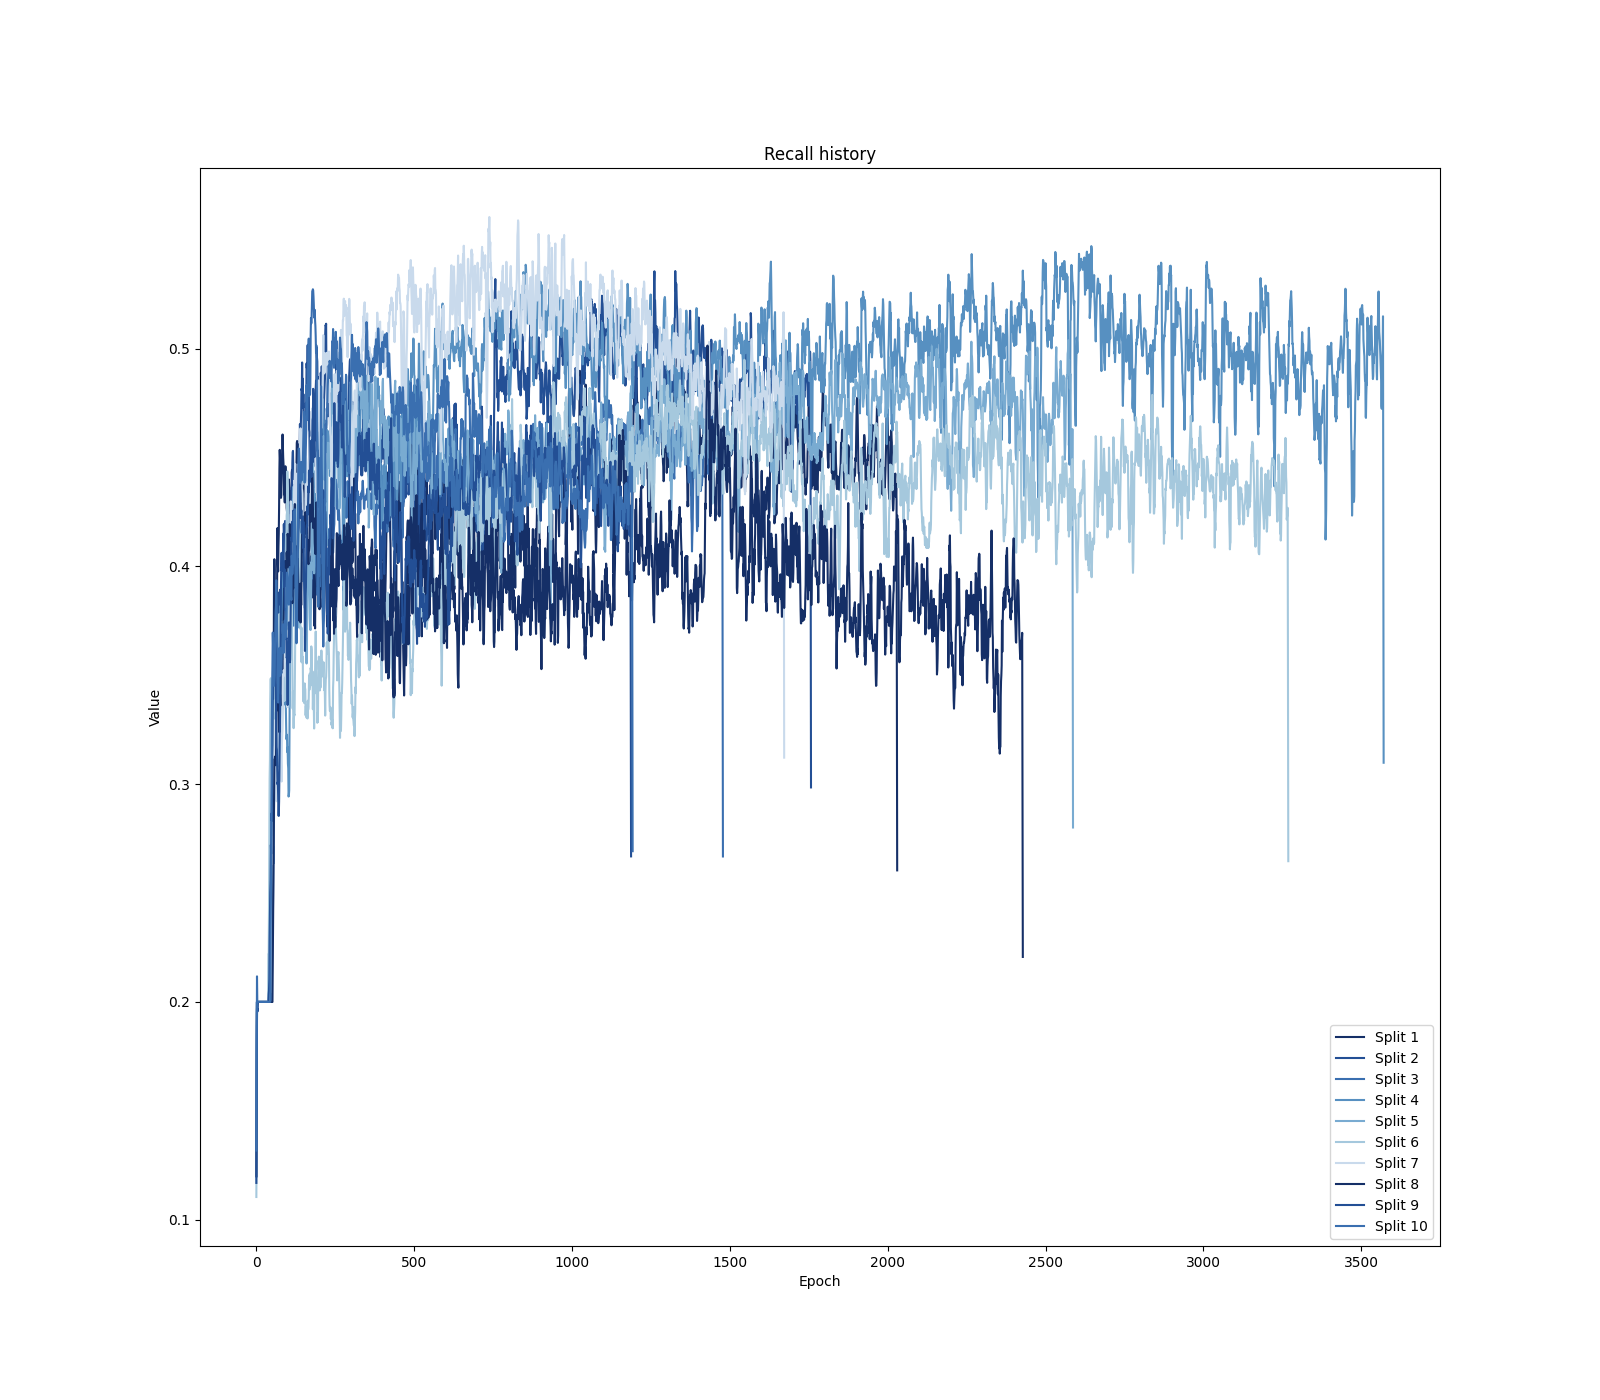 Recall history
Value
0.5
0.4
0.3
0.2
0.1
0 500 1000 1500 2000 2500 3000 3500
Epoch
Split 1
Split 2
Split 3
Split 4
Split 5
Split 6
Split 7
Split 8
Split 9
Split 10